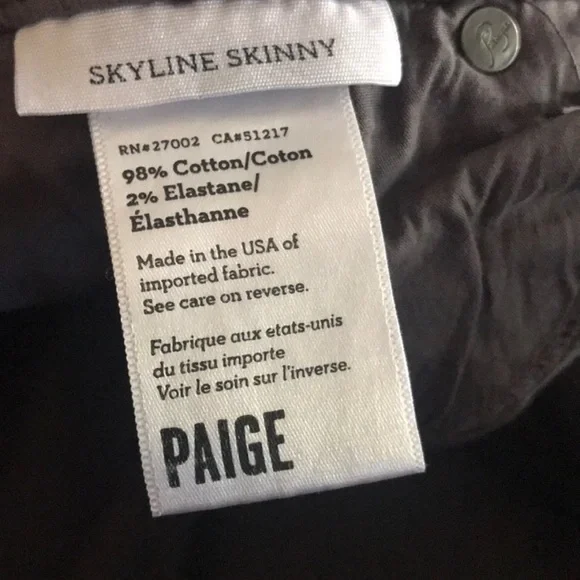 SKYLINE SKINNY
RN#27002 CA#51217
98% Cotton/Coton
2% Elastane/
Élasthanne
Made in the USA of
imported fabric.
See care on reverse.
Fabrique aux etats-unis
du tissu importe
Voir le soin sur l'inverse.
PAIGE